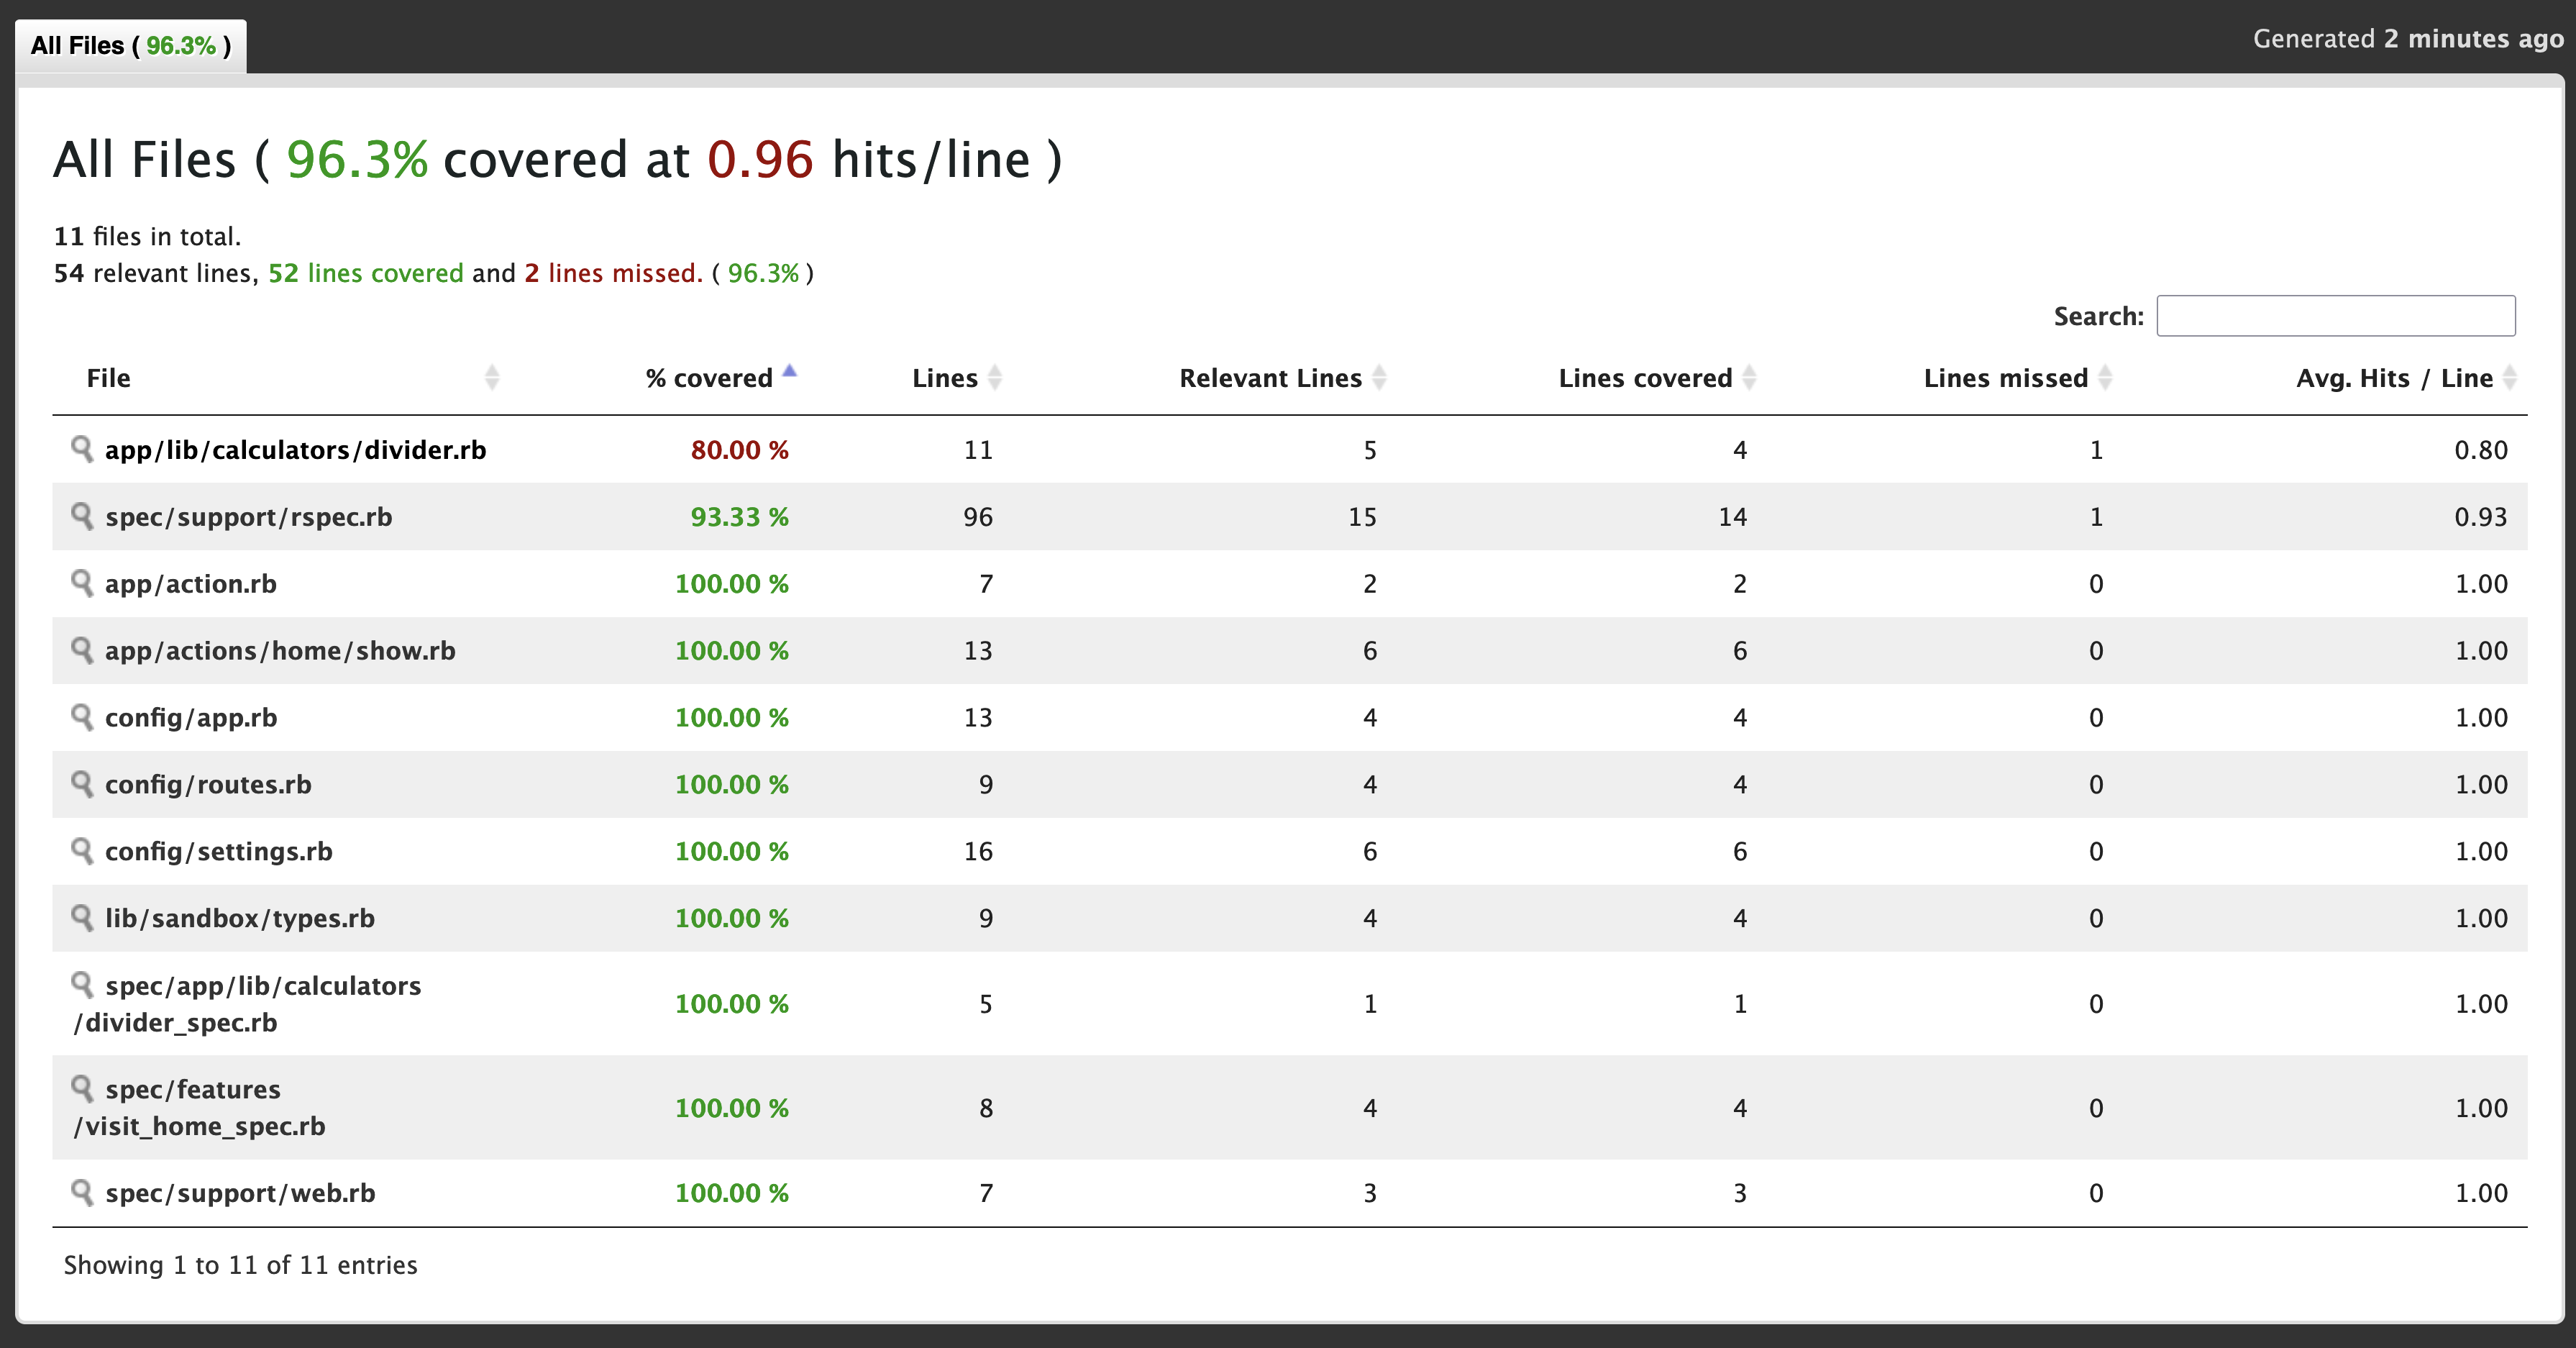 All Files ( 96.3% )
Generated 2 minutes ago
All Files ( 96.3% covered at 0.96 hits/line )
11 files in total.
54 relevant lines, 52 lines covered and 2 lines missed. ( 96.3% )
Search:
File % covered Lines Relevant Lines Lines covered Lines missed Avg. Hits / Line
app/lib/calculators/divider.rb 80.00 % 11 5 4 1 0.80
spec/support/rspec.rb 93.33 % 96 15 14 1 0.93
app/action.rb 100.00 % 7 2 2 0 1.00
app/actions/home/show.rb 100.00 % 13 6 6 0 1.00
config/app.rb 100.00 % 13 4 4 0 1.00
config/routes.rb 100.00 % 9 4 4 0 1.00
config/settings.rb 100.00 % 16 6 6 0 1.00
lib/sandbox/types.rb 100.00 % 9 4 4 0 1.00
spec/app/lib/calculators
/divider_spec.rb 100.00 % 5 1 1 0 1.00
spec/features
/visit_home_spec.rb 100.00 % 8 4 4 0 1.00
spec/support/web.rb 100.00 % 7 3 3 0 1.00
Showing 1 to 11 of 11 entries